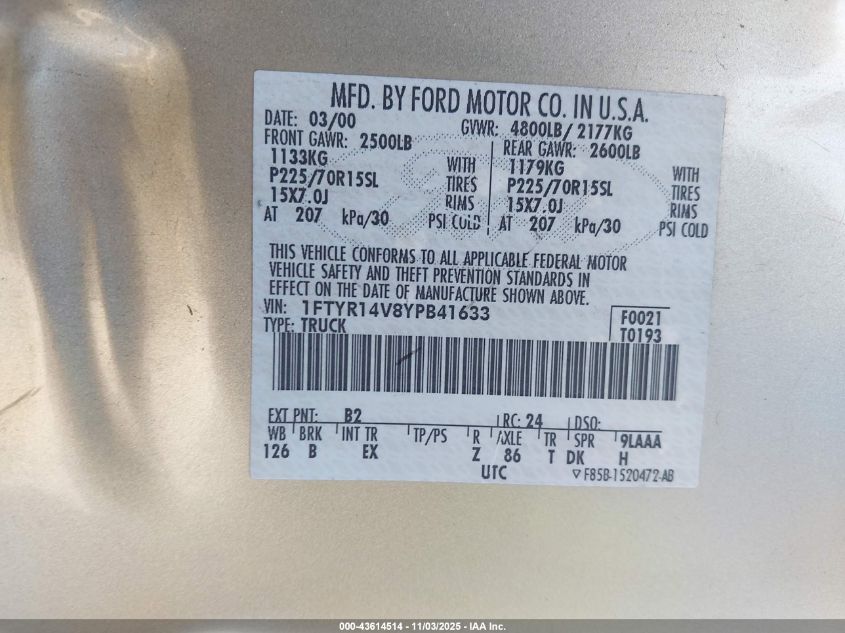 MFD. BY FORD MOTOR CO. IN U.S.A.
DATE: 03/00 GVWR: 4800LB/ 2177KG
FRONT GAWR: 2500LB REAR GAWR: 2600LB
1133KG WITH 1179KG WITH
P225/70R15SL TIRES P225/70R15SL TIRES
15X7.0J RIMS 15X7.0J RIMS
AT 207 kPa/30 PSI COLD AT 207 kPa/30 PSI COLD
THIS VEHICLE CONFORMS TO ALL APPLICABLE FEDERAL MOTOR
VEHICLE SAFETY AND THEFT PREVENTION STANDARDS IN
EFFECT ON THE DATE OF MANUFACTURE SHOWN ABOVE.
VIN: 1FTYR14V8YPB41633 F0021
TYPE: TRUCK T0193
EXT PNT: B2 RC: 24 DSO:
WB BRK INT TR TP/PS R AXLE TR SPR 9LAAA
126 B EX Z 86 T DK H
UTC F85B-1520472-AB
000-43614514 - 11/03/2025 - IAA Inc.